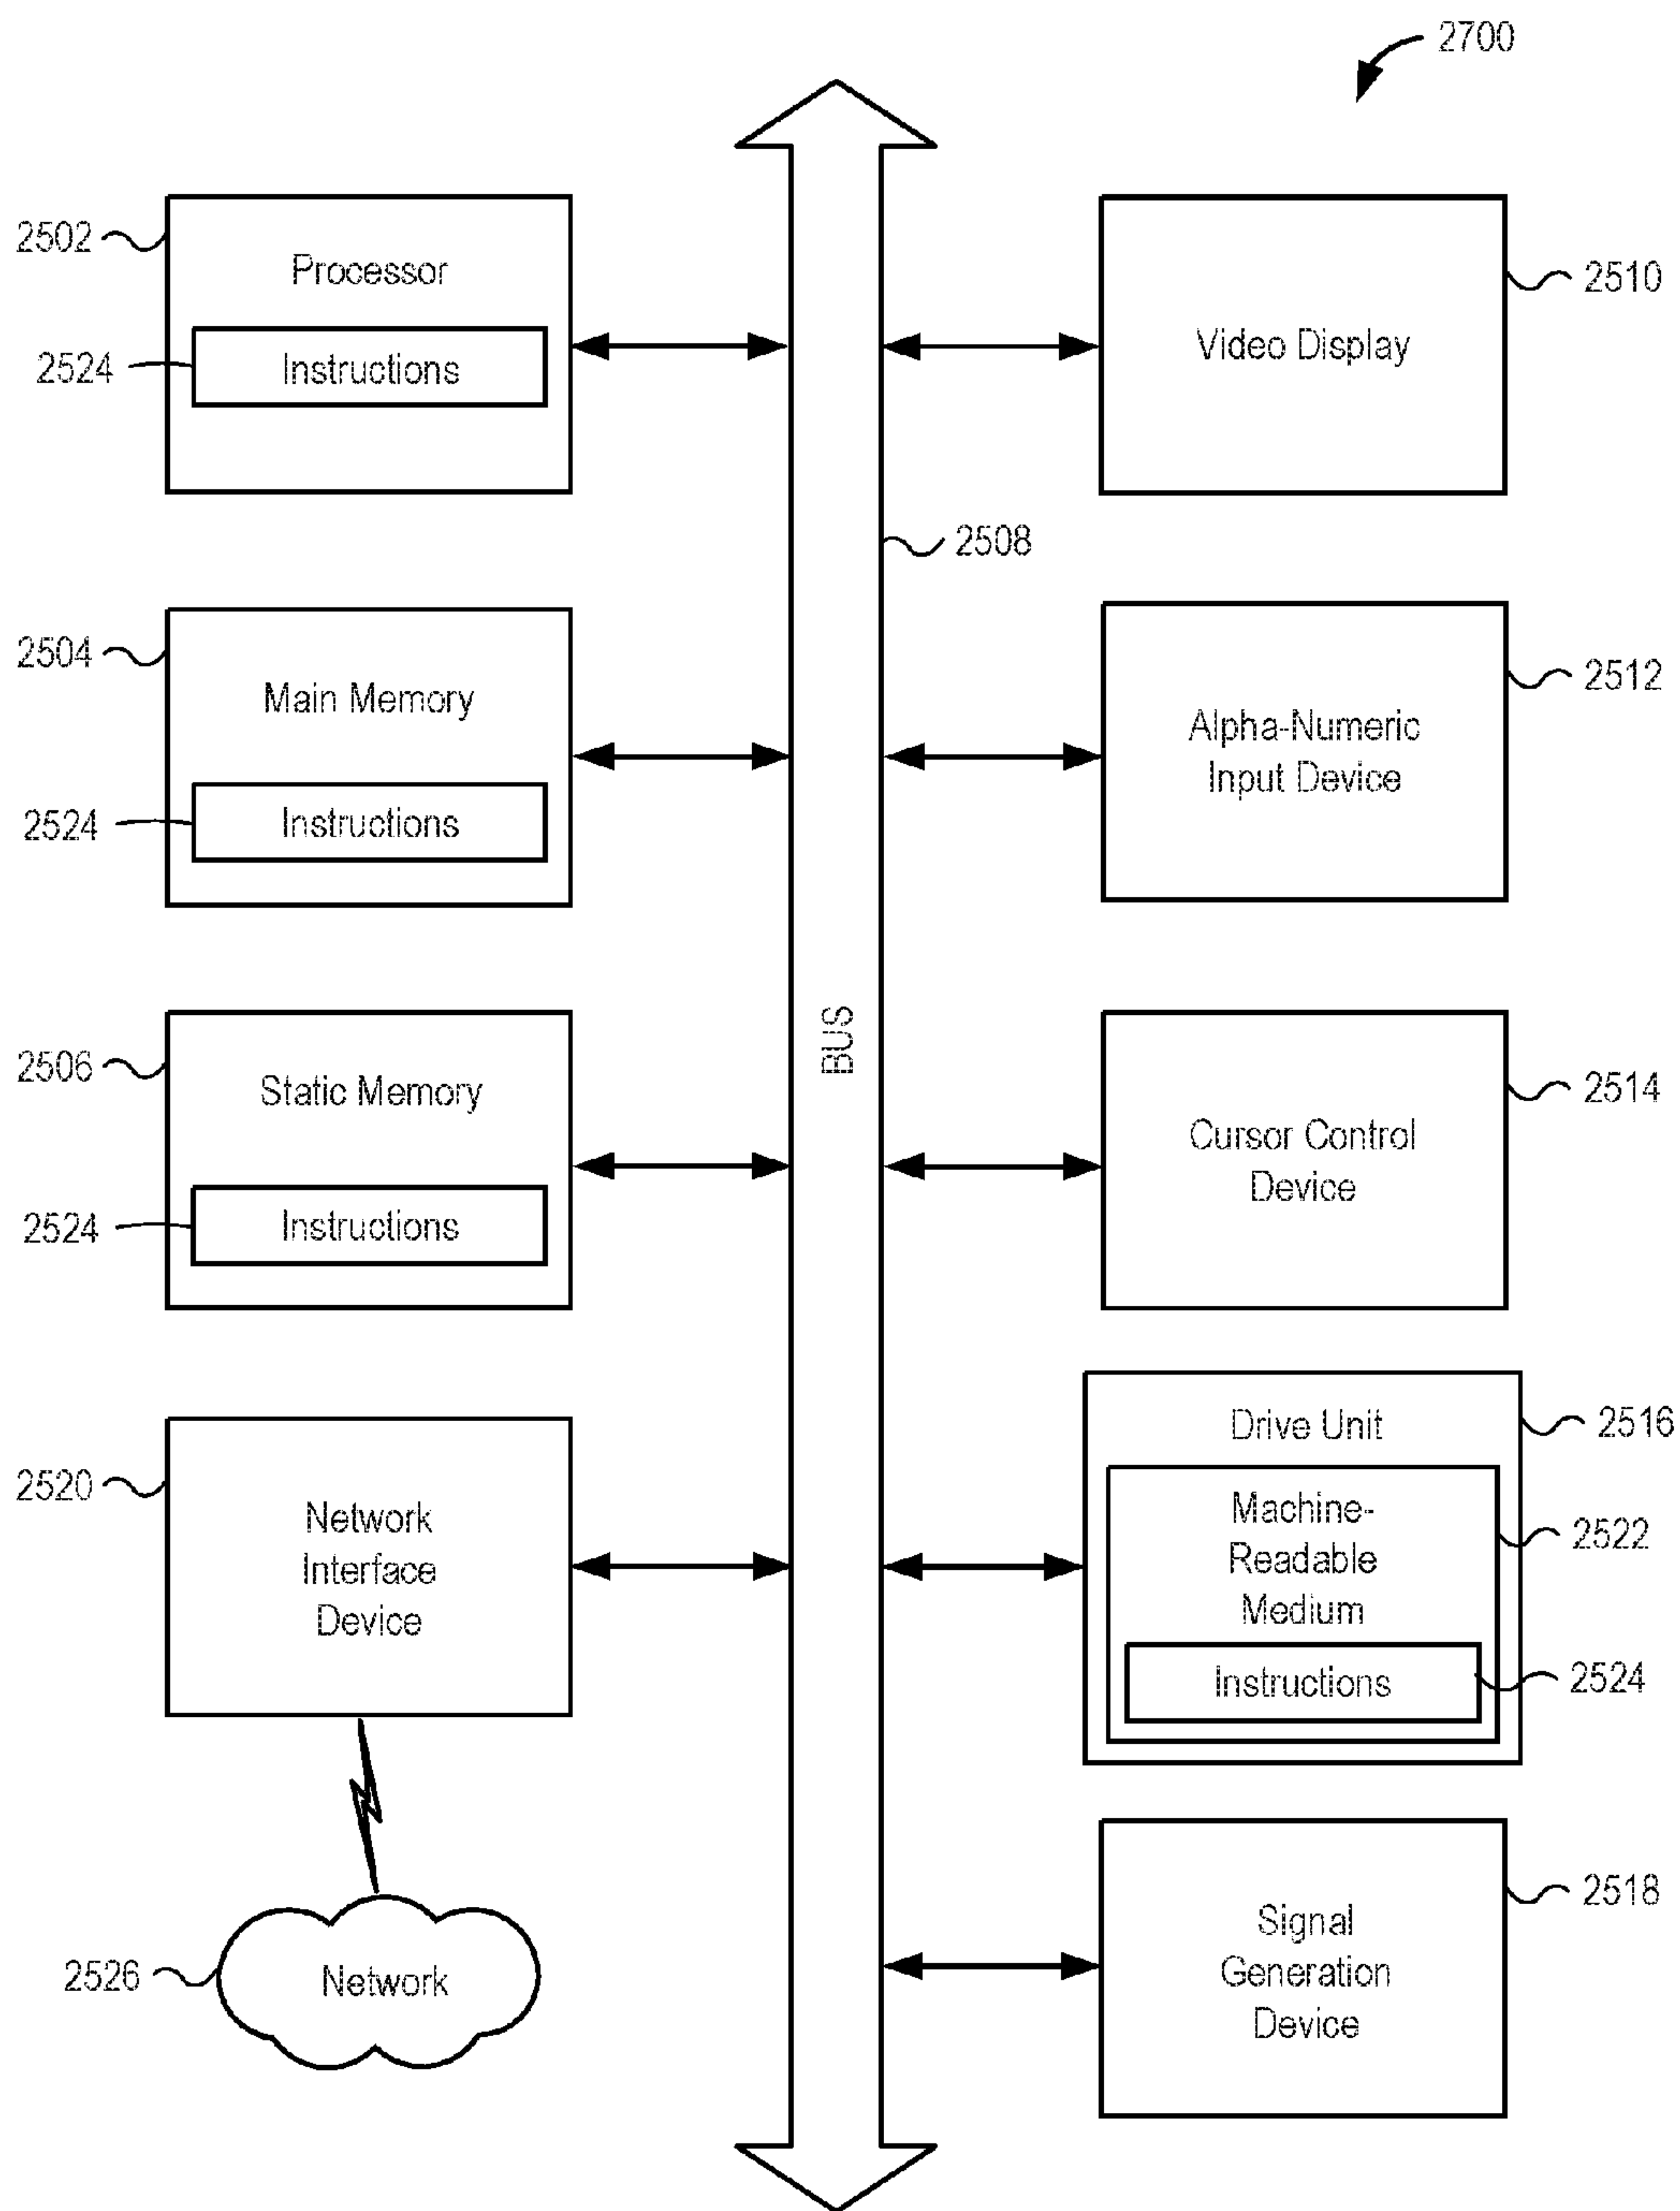 2700
2502
Processor
2524
Instructions
2510
Video Display
2508
2504
Main Memory
2524
Instructions
2512
Alpha-Numeric
Input Device
BUS
2506
Static Memory
2524
Instructions
2514
Cursor Control
Device
2520
Network
Interface
Device
Drive Unit
2516
Machine-
Readable
Medium
2522
Instructions
2524
2526
Network
2518
Signal
Generation
Device